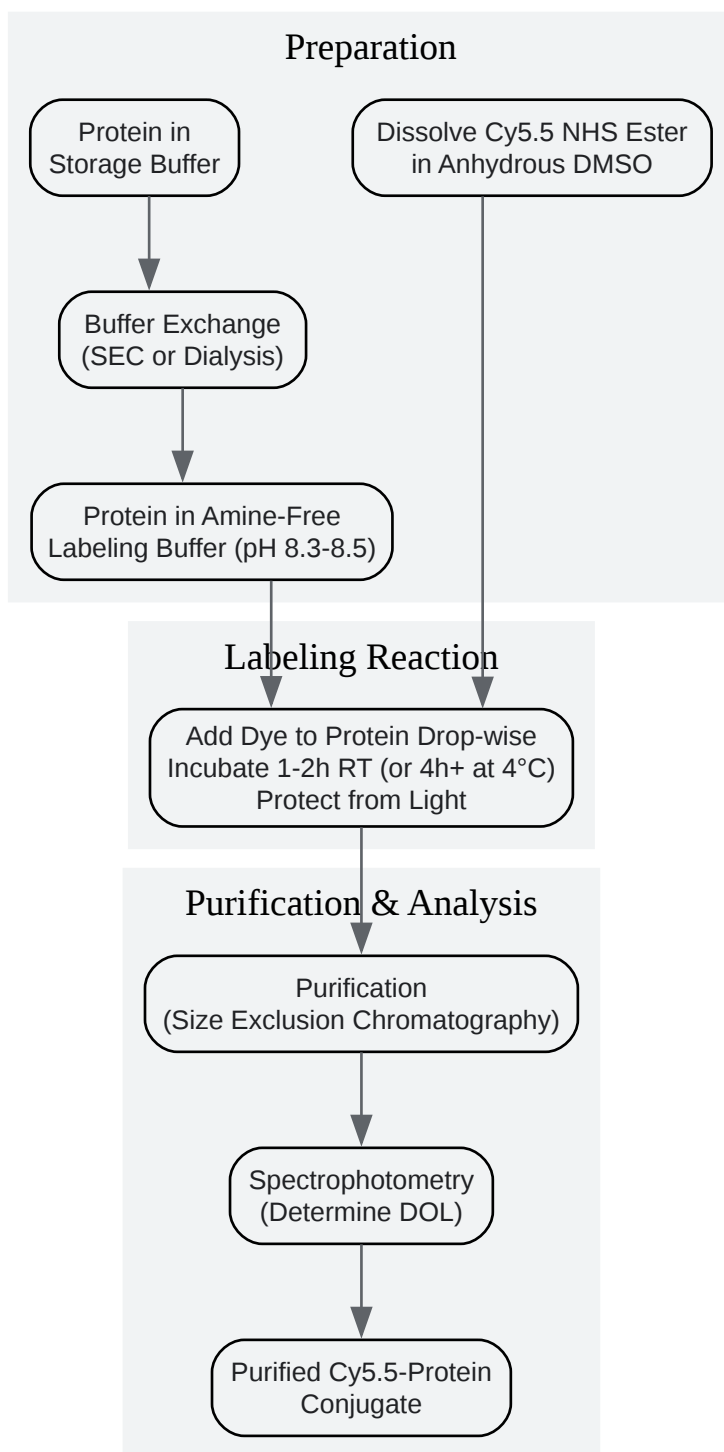 Preparation
Protein in
Storage Buffer
Dissolve Cy5.5 NHS Ester
in Anhydrous DMSO
Buffer Exchange
(SEC or Dialysis)
Protein in Amine-Free
Labeling Buffer (pH 8.3-8.5)
Labeling Reaction
Add Dye to Protein Drop-wise
Incubate 1-2h RT (or 4h+ at 4°C)
Protect from Light
Purification & Analysis
Purification
(Size Exclusion Chromatography)
Spectrophotometry
(Determine DOL)
Purified Cy5.5-Protein
Conjugate